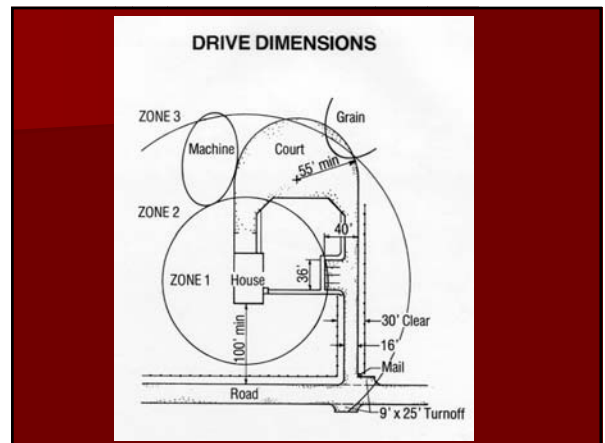 DRIVE DIMENSIONS
ZONE 3
Grain
Machine
Court
55' min
ZONE 2
40'
ZONE 1
House
36'
100' min
30' Clear
16'
Mail
Road
9' x 25' Turnoff